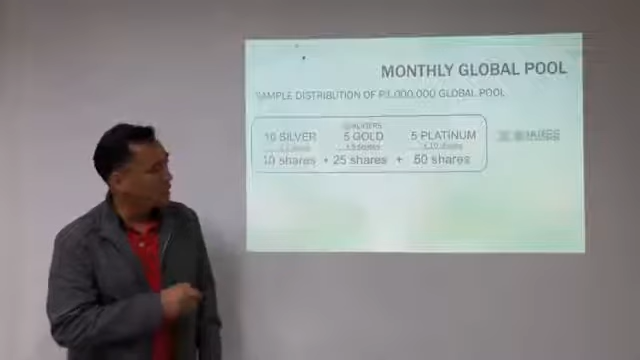 MONTHLY GLOBAL POOL
SAMPLE DISTRIBUTION OF P1,000,000 GLOBAL POOL
QUALIFIERS
10 SILVER 5 GOLD 5 PLATINUM
10 shares + 25 shares + 50 shares